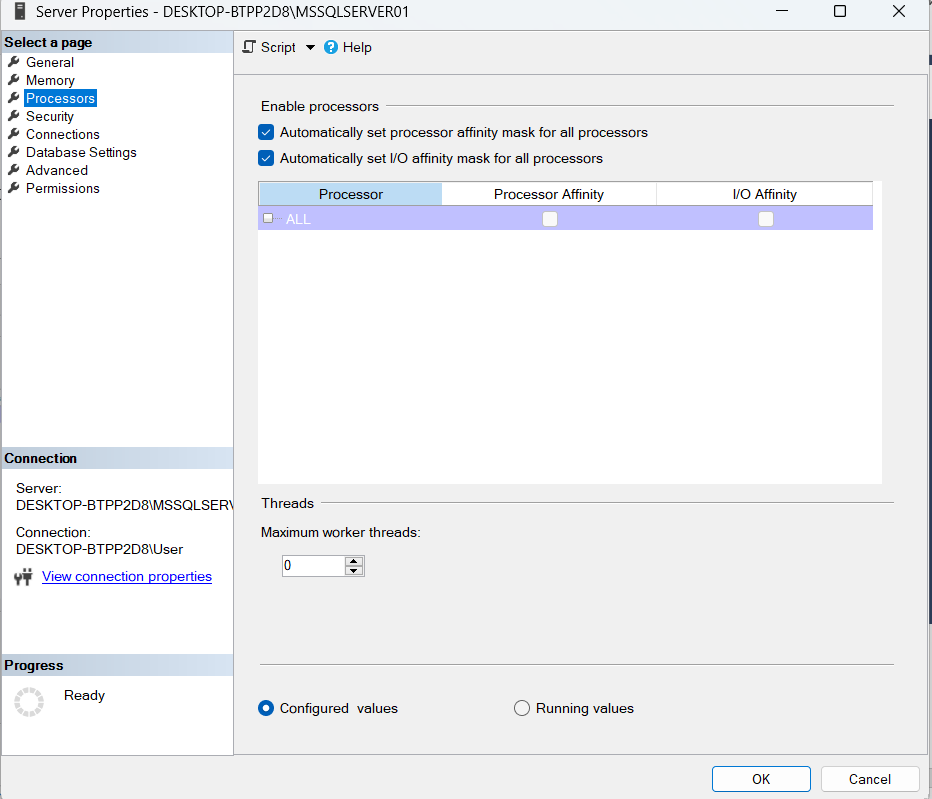 Server Properties - DESKTOP-BTPP2D8\MSSQLSERVER01
Select a page
General
Memory
Processors
Security
Connections
Database Settings
Advanced
Permissions
Connection
Server:
DESKTOP-BTPP2D8\MSSQLSERV
Connection:
DESKTOP-BTPP2D8\User
View connection properties
Progress
Ready
Script Help
Enable processors
Automatically set processor affinity mask for all processors
Automatically set I/O affinity mask for all processors
Processor Processor Affinity I/O Affinity
ALL
Threads
Maximum worker threads:
0
Configured values Running values
OK Cancel